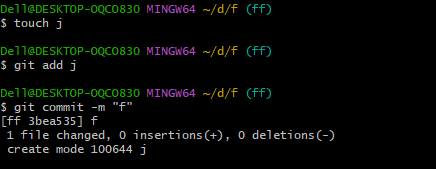 Dell@DESKTOP-OQCO830 MINGW64 ~/d/f (ff)
$ touch j
Dell@DESKTOP-OQCO830 MINGW64 ~/d/f (ff)
$ git add j
Dell@DESKTOP-OQCO830 MINGW64 ~/d/f (ff)
$ git commit -m "f"
[ff 3bea535] f
 1 file changed, 0 insertions(+), 0 deletions(-)
 create mode 100644 j